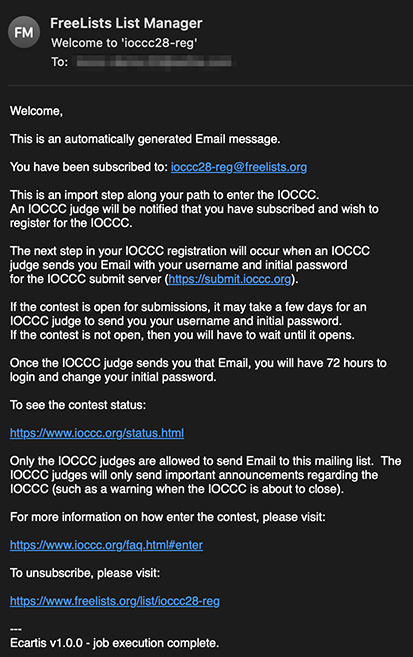 FM
FreeLists List Manager
Welcome to 'ioccc28-reg'
To:
Welcome,
This is an automatically generated Email message.
You have been subscribed to: ioccc28-reg@freelists.org
This is an import step along your path to enter the IOCCC.
An IOCCC judge will be notified that you have subscribed and wish to
register for the IOCCC.
The next step in your IOCCC registration will occur when an IOCCC
judge sends you Email with your username and initial password
for the IOCCC submit server (https://submit.ioccc.org).
If the contest is open for submissions, it may take a few days for an
IOCCC judge to send you your username and initial password.
If the contest is not open, then you will have to wait until it opens.
Once the IOCCC judge sends you that Email, you will have 72 hours to
login and change your initial password.
To see the contest status:
https://www.ioccc.org/status.html
Only the IOCCC judges are allowed to send Email to this mailing list.  The
IOCCC judges will only send important announcements regarding the
IOCCC (such as a warning when the IOCCC is about to close).
For more information on how enter the contest, please visit:
https://www.ioccc.org/faq.html#enter
To unsubscribe, please visit:
https://www.freelists.org/list/ioccc28-reg
---
Ecartis v1.0.0 - job execution complete.